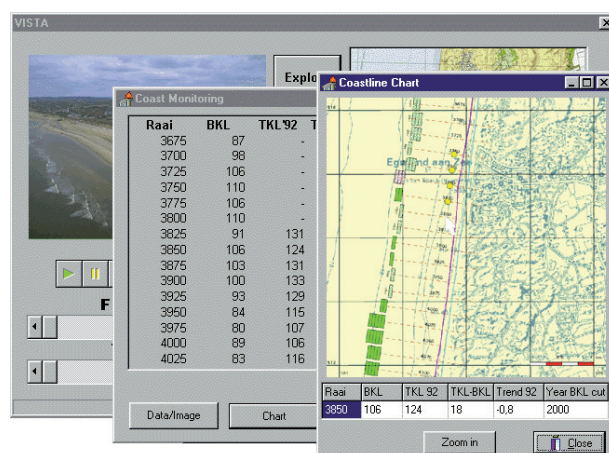 VISTA
Explo
Coast Monitoring
Raai BKL TKL'92 T
3675 87 -
3700 98 -
3725 106 -
3750 110 -
3775 106 -
3800 110 -
3825 91 131
3850 106 124
3875 103 131
3900 100 133
3925 93 129
3950 84 115
3975 80 107
4000 89 106
4025 83 116
F
Data/Image
Chart
Coastline Chart
Egmond aan Zee
Raai BKL TKL 92 TKL-BKL Trend 92 Year BKL cut
3850 106 124 18 -0,8 2000
Zoom in
Close